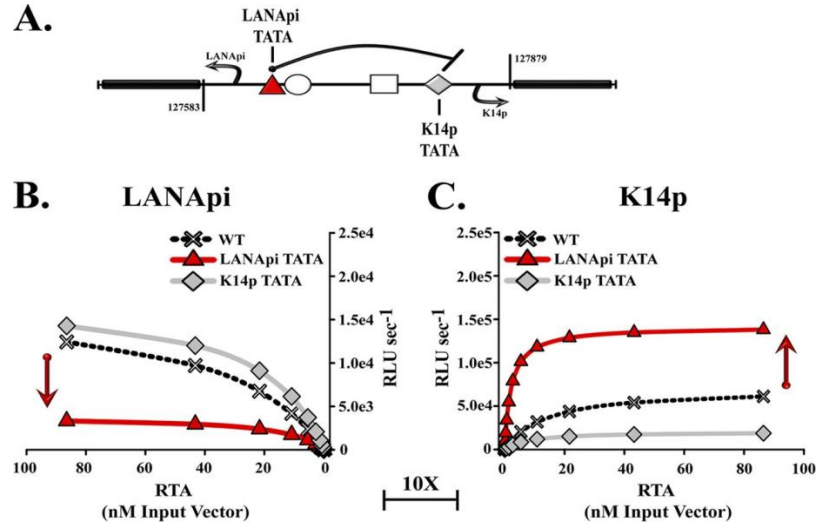 A.
LANApi
TATA
LANApi
127879
127583
K14p
K14p
TATA
B.
LANApi
C.
K14p
WT
LANApi TATA
K14p TATA
2.5e4
2.0e4
1.5e4
1.0e4
5.0e3
0
RLU sec-1
100
80
60
40
20
0
RTA
(nM Input Vector)
10X
WT
LANApi TATA
K14p TATA
2.5e5
2.0e5
1.5e5
1.0e5
5.0e4
0
RLU sec-1
0
20
40
60
80
100
RTA
(nM Input Vector)